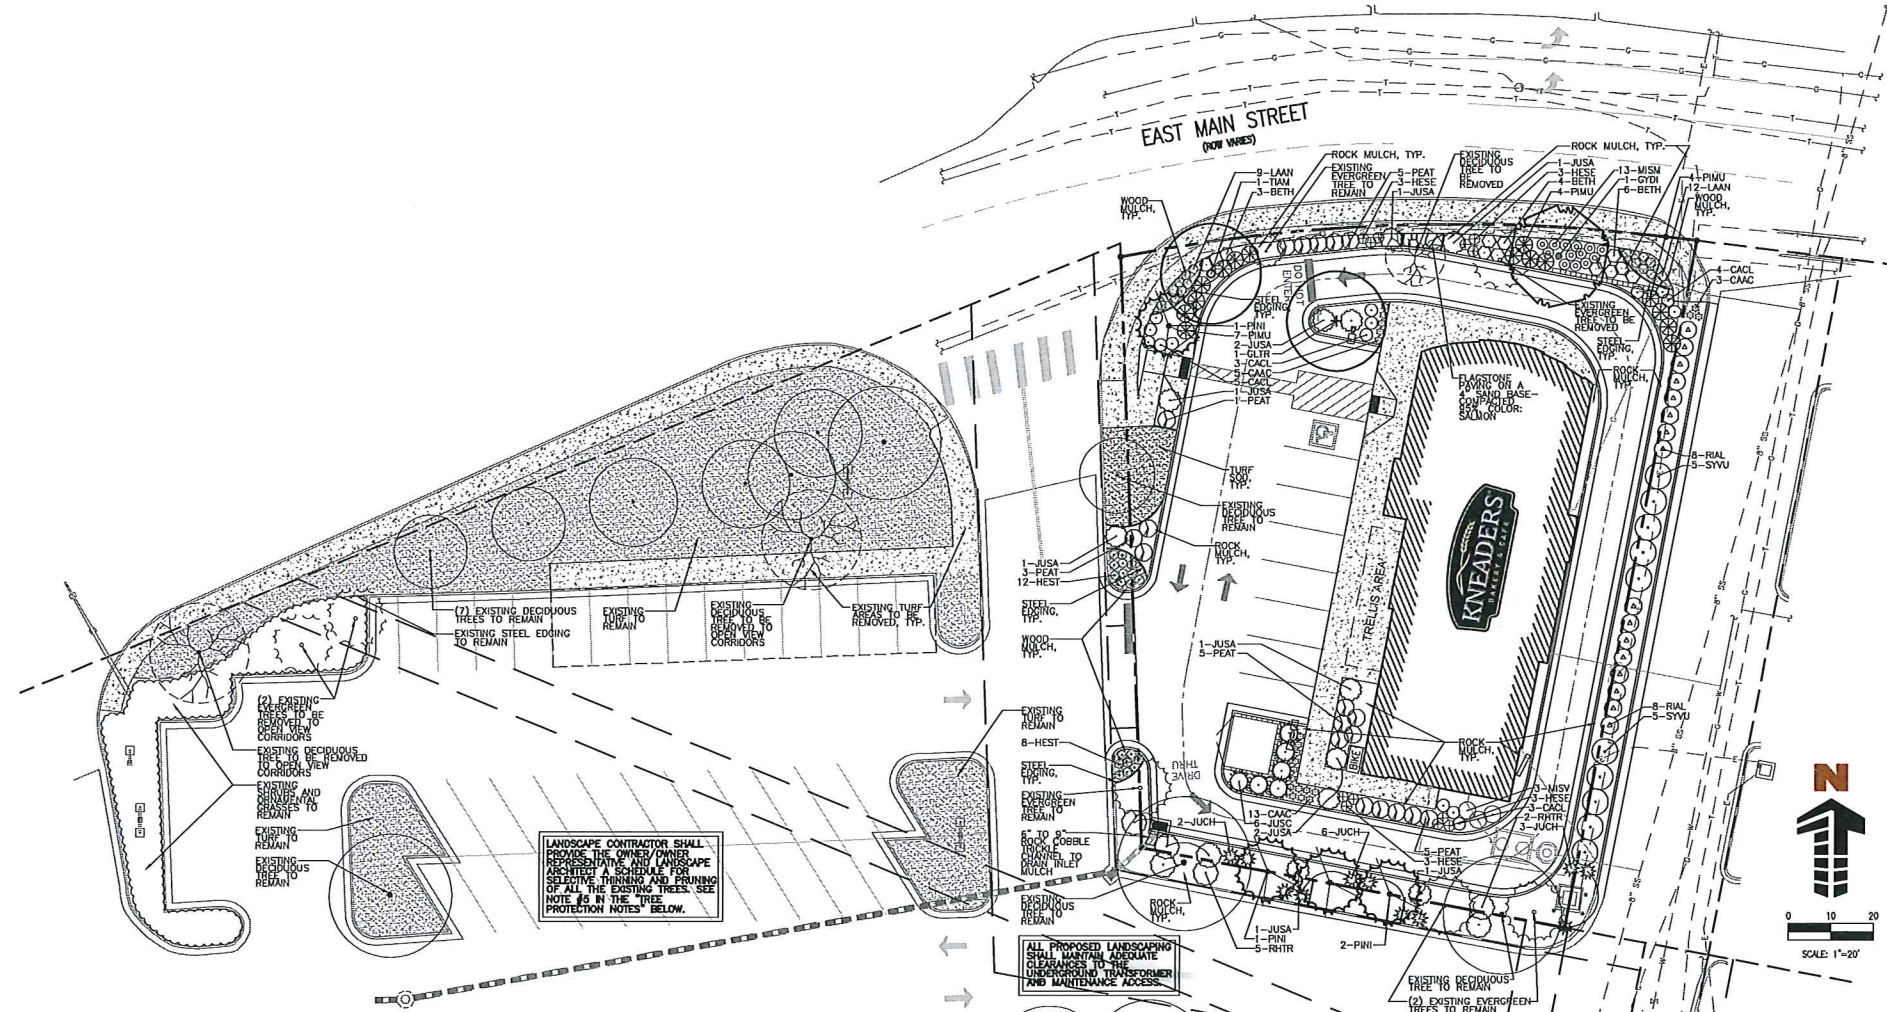 EAST MAIN STREET
(ROW VARIES)
ROCK MULCH, TYP.
EXISTING
EVERGREEN
TREE TO
REMAIN
5-PEAT
3-HESE
1-JUSA
EXISTING
DECIDUOUS
TREE TO
BE
REMOVED
ROCK MULCH, TYP.
1-JUSA
3-HESE
4-BETH
4-PIMU
13-MISM
1-GYDI
6-BETH
4-PIMU
12-LAAN
WOOD
MULCH,
TYP.
9-LAAN
1-TIAM
3-BETH
WOOD
MULCH,
TYP.
4-CACL
3-CAAC
DO NOT
ENTER
STEEL
EDGING,
TYP.
1-PINI
7-PIMU
2-JUSA
1-GLTR
3-CACL
5-CAAC
5-CACL
1-JUSA
1-PEAT
EXISTING
EVERGREEN
TREE TO BE
REMOVED
STEEL
EDGING,
TYP.
ROCK
MULCH,
TYP.
FLAGSTONE
PAVING ON A
4" SAND BASE-
COMPACTED
95% COLOR:
SALMON
8-RIAL
5-SYVU
TURF
SOD,
TYP.
EXISTING
DECIDUOUS
TREE TO
REMAIN
ROCK
MULCH,
TYP.
1-JUSA
3-PEAT
12-HEST
STEEL
EDGING,
TYP.
WOOD
MULCH,
TYP.
KNEADERS
BAKERY & CAFE
TRELLIS AREA
1-JUSA
5-PEAT
(7) EXISTING DECIDUOUS
TREES TO REMAIN
EXISTING STEEL EDGING
TO REMAIN
EXISTING
TURF TO
REMAIN
EXISTING
DECIDUOUS
TREE TO BE
REMOVED TO
OPEN VIEW
CORRIDORS
EXISTING TURF
AREAS TO BE
REMOVED, TYP.
(2) EXISTING
EVERGREEN
TREES TO BE
REMOVED TO
OPEN VIEW
CORRIDORS
EXISTING DECIDUOUS
TREE TO BE REMOVED
TO OPEN VIEW
CORRIDORS
EXISTING
SHRUBS AND
ORNAMENTAL
GRASSES TO
REMAIN
EXISTING
TURF TO
REMAIN
EXISTING
DECIDUOUS
TREE TO
REMAIN
LANDSCAPE CONTRACTOR SHALL
PROVIDE THE OWNER/OWNER
REPRESENTATIVE AND LANDSCAPE
ARCHITECT A SCHEDULE FOR
SELECTIVE THINNING AND PRUNING
OF ALL THE EXISTING TREES. SEE
NOTE #5 IN THE "TREE
PROTECTION NOTES" BELOW.
EXISTING
TURF TO
REMAIN
8-HEST
STEEL
EDGING,
TYP.
EXISTING
EVERGREEN
TREE TO
REMAIN
6" TO 9"
ROCK COBBLE
TRICKLE
CHANNEL TO
DRAIN INLET
MULCH
EXISTING
DECIDUOUS
TREE TO
REMAIN
DRIVE
THRU
BIKE
ROCK
MULCH,
TYP.
8-RIAL
5-SYVU
3-MISV
3-HESE
3-CACL
2-RHTR
3-JUCH
2-JUCH
13-CAAC
6-JUSC
2-JUSA
6-JUCH
5-PEAT
3-HESE
1-JUSA
ROCK
MULCH,
TYP.
1-JUSA
1-PINI
5-RHTR
2-PINI
ALL PROPOSED LANDSCAPING
SHALL MAINTAIN ADEQUATE
CLEARANCES TO THE
UNDERGROUND TRANSFORMER
AND MAINTENANCE ACCESS.
EXISTING DECIDUOUS
TREE TO REMAIN
(2) EXISTING EVERGREEN
TREES TO REMAIN
N
0 10 20
SCALE: 1"=20'